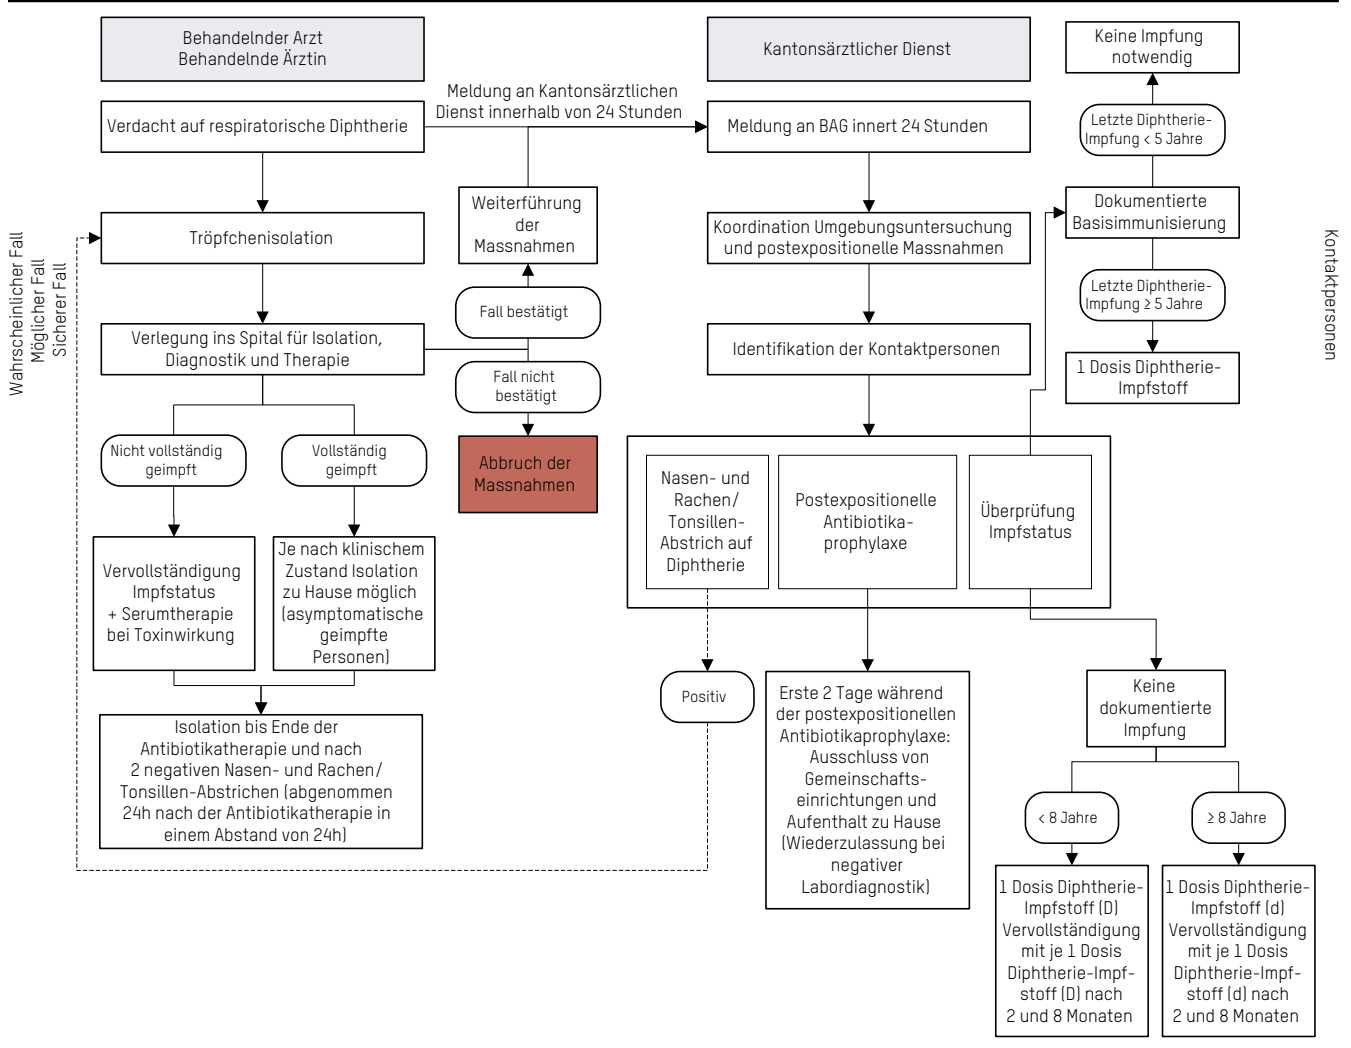 Behandelnder Arzt
Behandelnde Ärztin
Kantonsärztlicher Dienst
Keine Impfung
notwendig
Meldung an Kantonsärztlichen
Dienst innerhalb von 24 Stunden
Verdacht auf respiratorische Diphtherie
Meldung an BAG innert 24 Stunden
Letzte Diphtherie-
Impfung < 5 Jahre
Weiterführung
der
Massnahmen
Dokumentierte
Basisimmunisierung
Tröpfchenisolation
Koordination Umgebungsuntersuchung
und postexpositionelle Massnahmen
Wahrscheinlicher Fall
Möglicher Fall
Sicherer Fall
Kontaktpersonen
Letzte Diphtherie-
Impfung ≥ 5 Jahre
Fall bestätigt
Verlegung ins Spital für Isolation,
Diagnostik und Therapie
Identifikation der Kontaktpersonen
1 Dosis Diphtherie-
Impfstoff
Fall nicht
bestätigt
Nicht vollständig
geimpft
Vollständig
geimpft
Abbruch der
Massnahmen
Nasen- und
Rachen/
Tonsillen-
Abstrich auf
Diphtherie
Postexpositionelle
Antibiotika-
prophylaxe
Überprüfung
Impfstatus
Vervollständigung
Impfstatus
+ Serumtherapie
bei Toxinwirkung
Je nach klinischem
Zustand Isolation
zu Hause möglich
(asymptomatische
geimpfte
Personen)
Positiv
Erste 2 Tage während
der postexpositionellen
Antibiotikaprophylaxe:
Ausschluss von
Gemeinschafts-
einrichtungen und
Aufenthalt zu Hause
(Wiederzulassung bei
negativer
Labordiagnostik)
Keine
dokumentierte
Impfung
Isolation bis Ende der
Antibiotikatherapie und nach
2 negativen Nasen- und Rachen/
Tonsillen-Abstrichen (abgenommen
24h nach der Antibiotikatherapie in
einem Abstand von 24h)
< 8 Jahre
≥ 8 Jahre
1 Dosis Diphtherie-
Impfstoff (D)
Vervollständigung
mit je 1 Dosis
Diphtherie-Impf-
stoff (D) nach
2 und 8 Monaten
1 Dosis Diphtherie-
Impfstoff (d)
Vervollständigung
mit je 1 Dosis
Diphtherie-Impf-
stoff (d) nach
2 und 8 Monaten